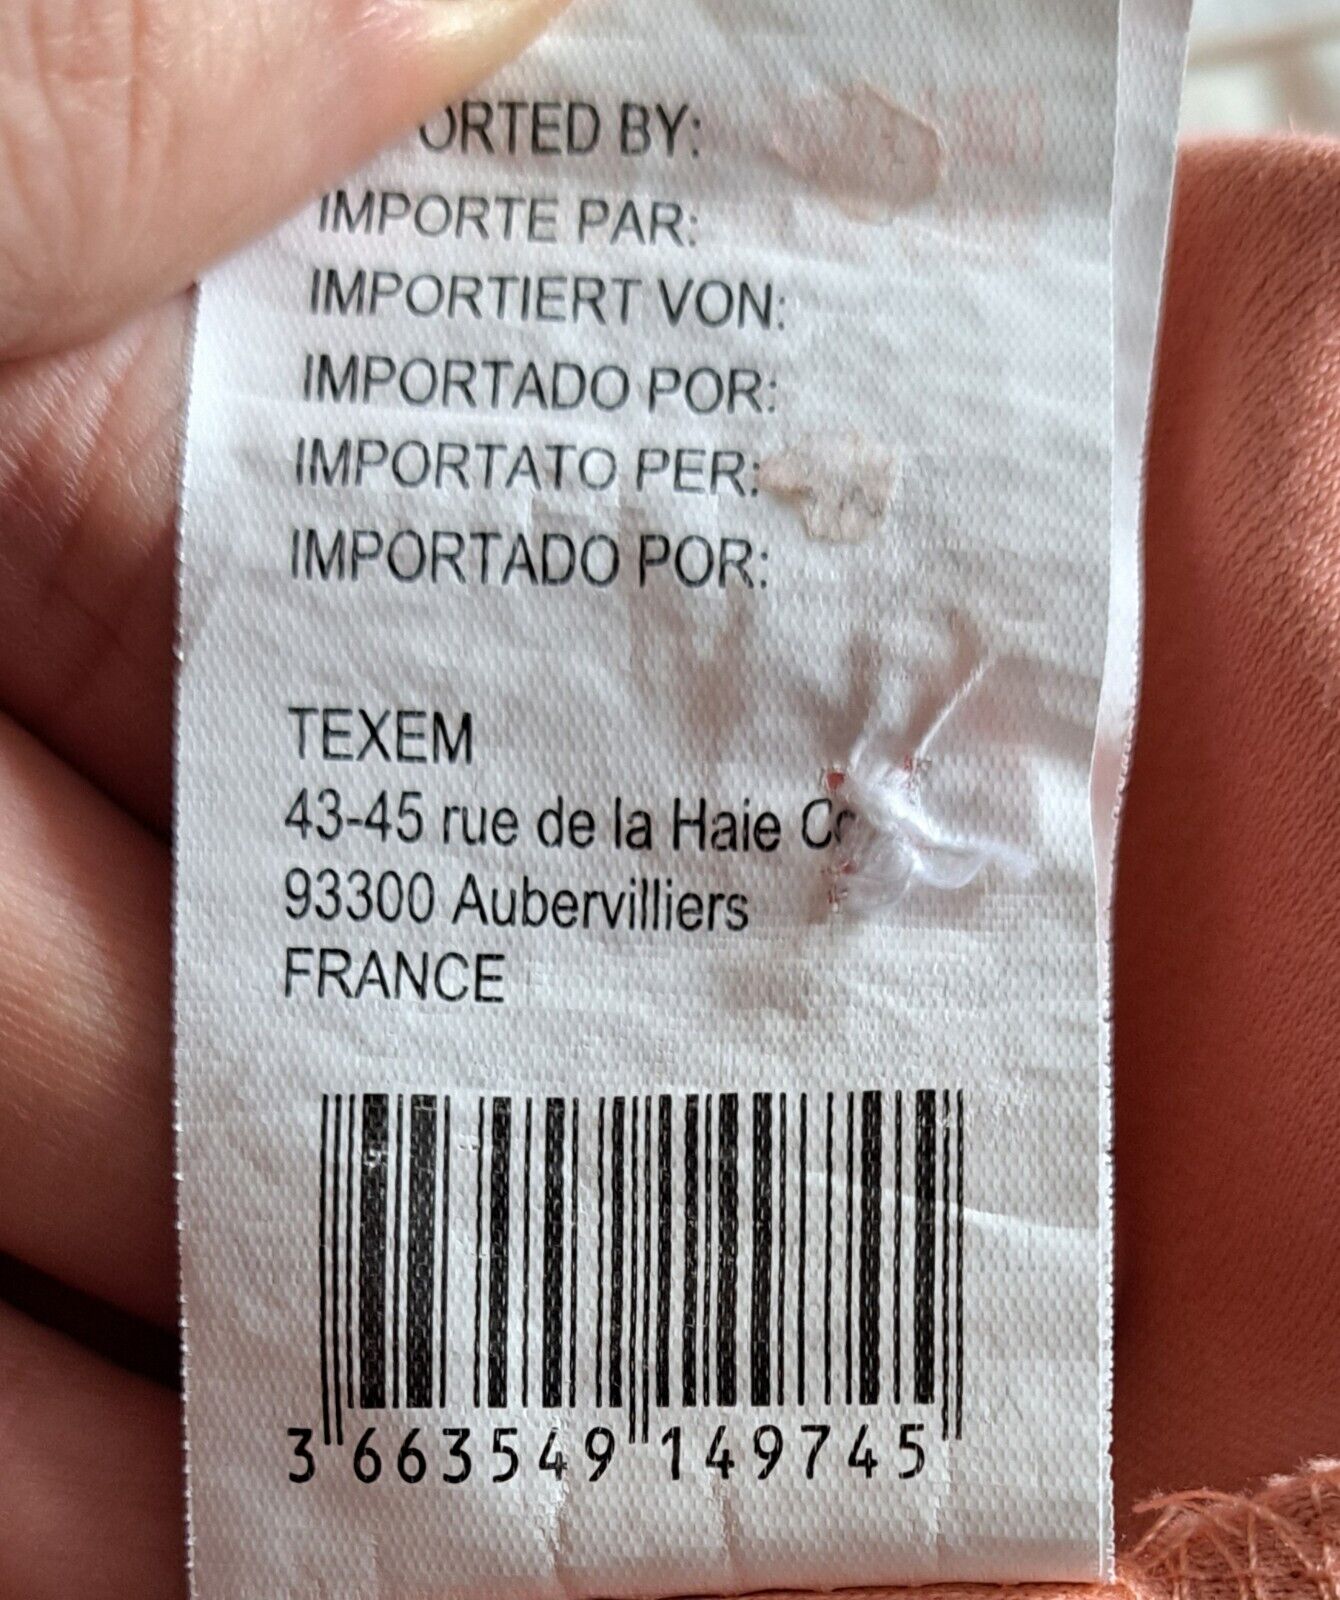 ORTED BY:
IMPORTE PAR:
IMPORTIERT VON:
IMPORTADO POR:
IMPORTATO PER:
IMPORTADO POR:
TEXEM
43-45 rue de la Haie
93300 Aubervilliers
FRANCE
3 663549 149745